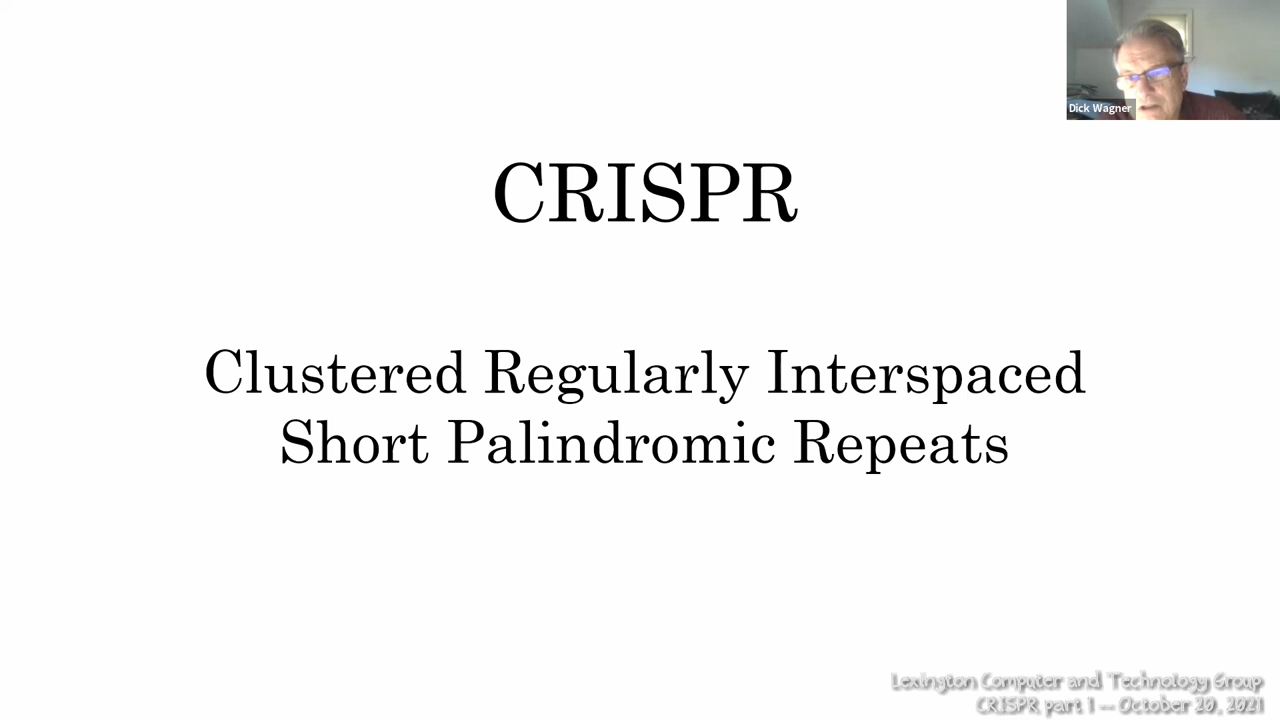 Dick Wagner
CRISPR
Clustered Regularly Interspaced
Short Palindromic Repeats
Lexington Computer and Technology Group
CRISPR part 1 -- October 20, 2021